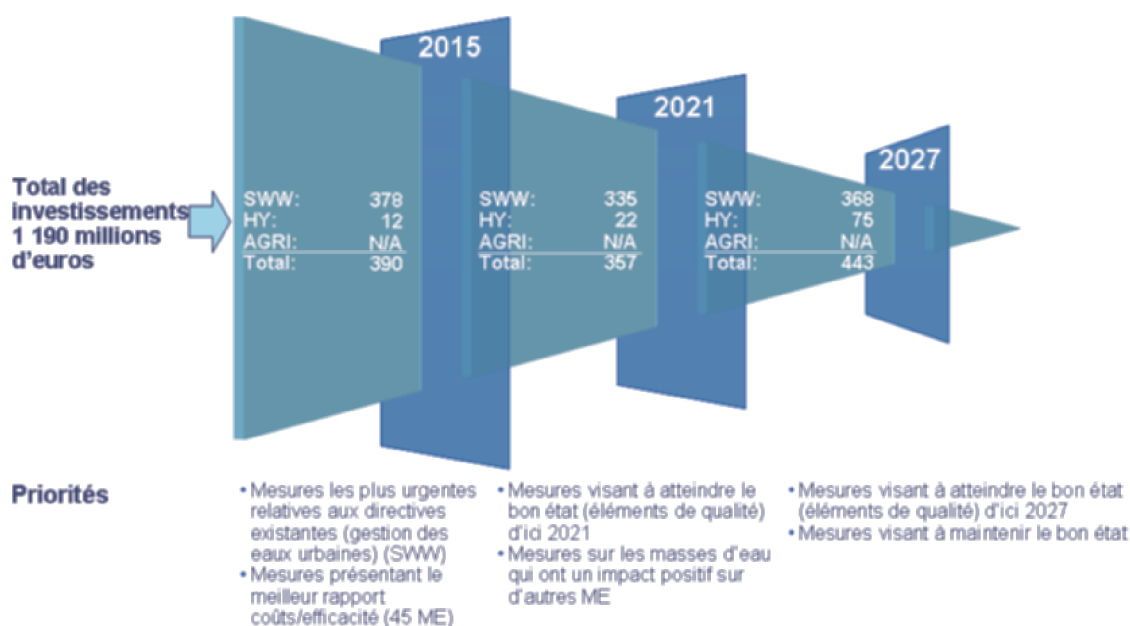 2015
2021
2027
Total des
investissements
1 190 millions
d'euros
SWW: 378
HY: 12
AGRI: N/A
Total: 390
SWW: 335
HY: 22
AGRI: N/A
Total: 357
SWW: 368
HY: 75
AGRI: N/A
Total: 443
Priorités
• Mesures les plus urgentes
relatives aux directives
existantes (gestion des
eaux urbaines) (SWW)
• Mesures présentant le
meilleur rapport
coûts/efficacité (45 ME)
• Mesures visant à atteindre le
bon état (éléments de qualité)
d'ici 2021
• Mesures sur les masses d'eau
qui ont un impact positif sur
d'autres ME
• Mesures visant à atteindre le bon état
(éléments de qualité) d'ici 2027
• Mesures visant à maintenir le bon état